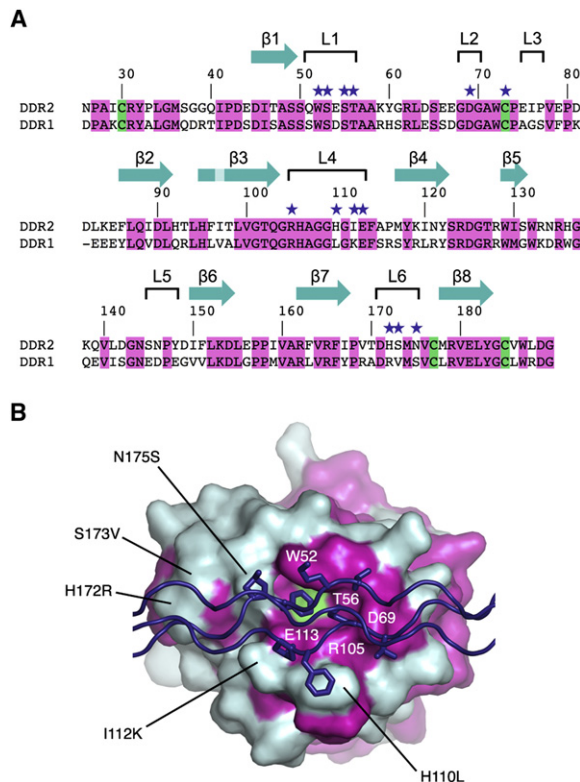 A
β1 L1 L2 L3
30 40 50 60 70 80
DDR2 NPAICRYPLGMSGGQIPDEDITASSQWSESTAAKYGRLDSEEGDGAWCPEIPVEPD
DDR1 DPAKCRYALGMQDRTIPDSDISASSSWSDSTAARHSRLESSDGDGAWCPAGSVFPK
β2 β3 L4 β4 β5
90 100 110 120 130
DDR2 DLKEFLQIDLHTLHFITLVGTQGRHAGGHGIEFAPMYKINYSRDGTRWISWRNRHG
DDR1 -EEEYLQVDLQRLHLVALVGTQGRHAGGLGKEFSRSYRLRYSRDGRRWMGWKDRWG
L5 β6 β7 L6 β8
140 150 160 170 180
DDR2 KQVLDGNSNPYDIFLKDLEPPIVARFVRFIPVTDHSMNVCMRVELYGCVWLDG
DDR1 QEVISGNEDPEGVVLKDLGPPMVARLVRFYPRADRVMSVCLRVELYGCLWRDG
B
N175S
S173V
W52
H172R
T56
D69
E113
R105
I112K
H110L